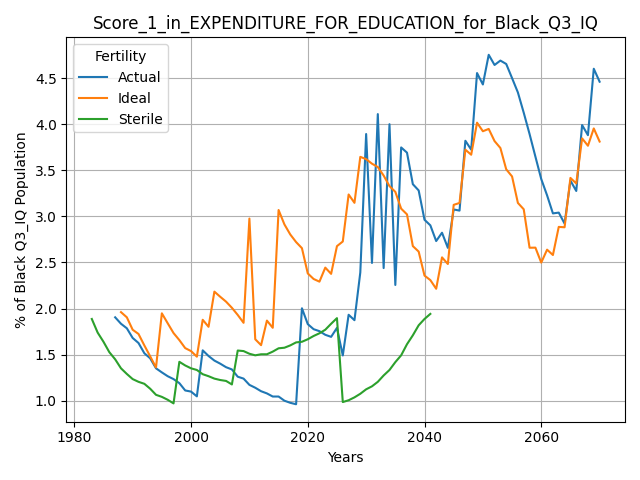 Score_1_in_EXPENDITURE_FOR_EDUCATION_for_Black_Q3_IQ
Fertility
Actual
Ideal
Sterile
% of Black Q3_IQ Population
4.5
4.0
3.5
3.0
2.5
2.0
1.5
1.0
1980
2000
2020
2040
2060
Years